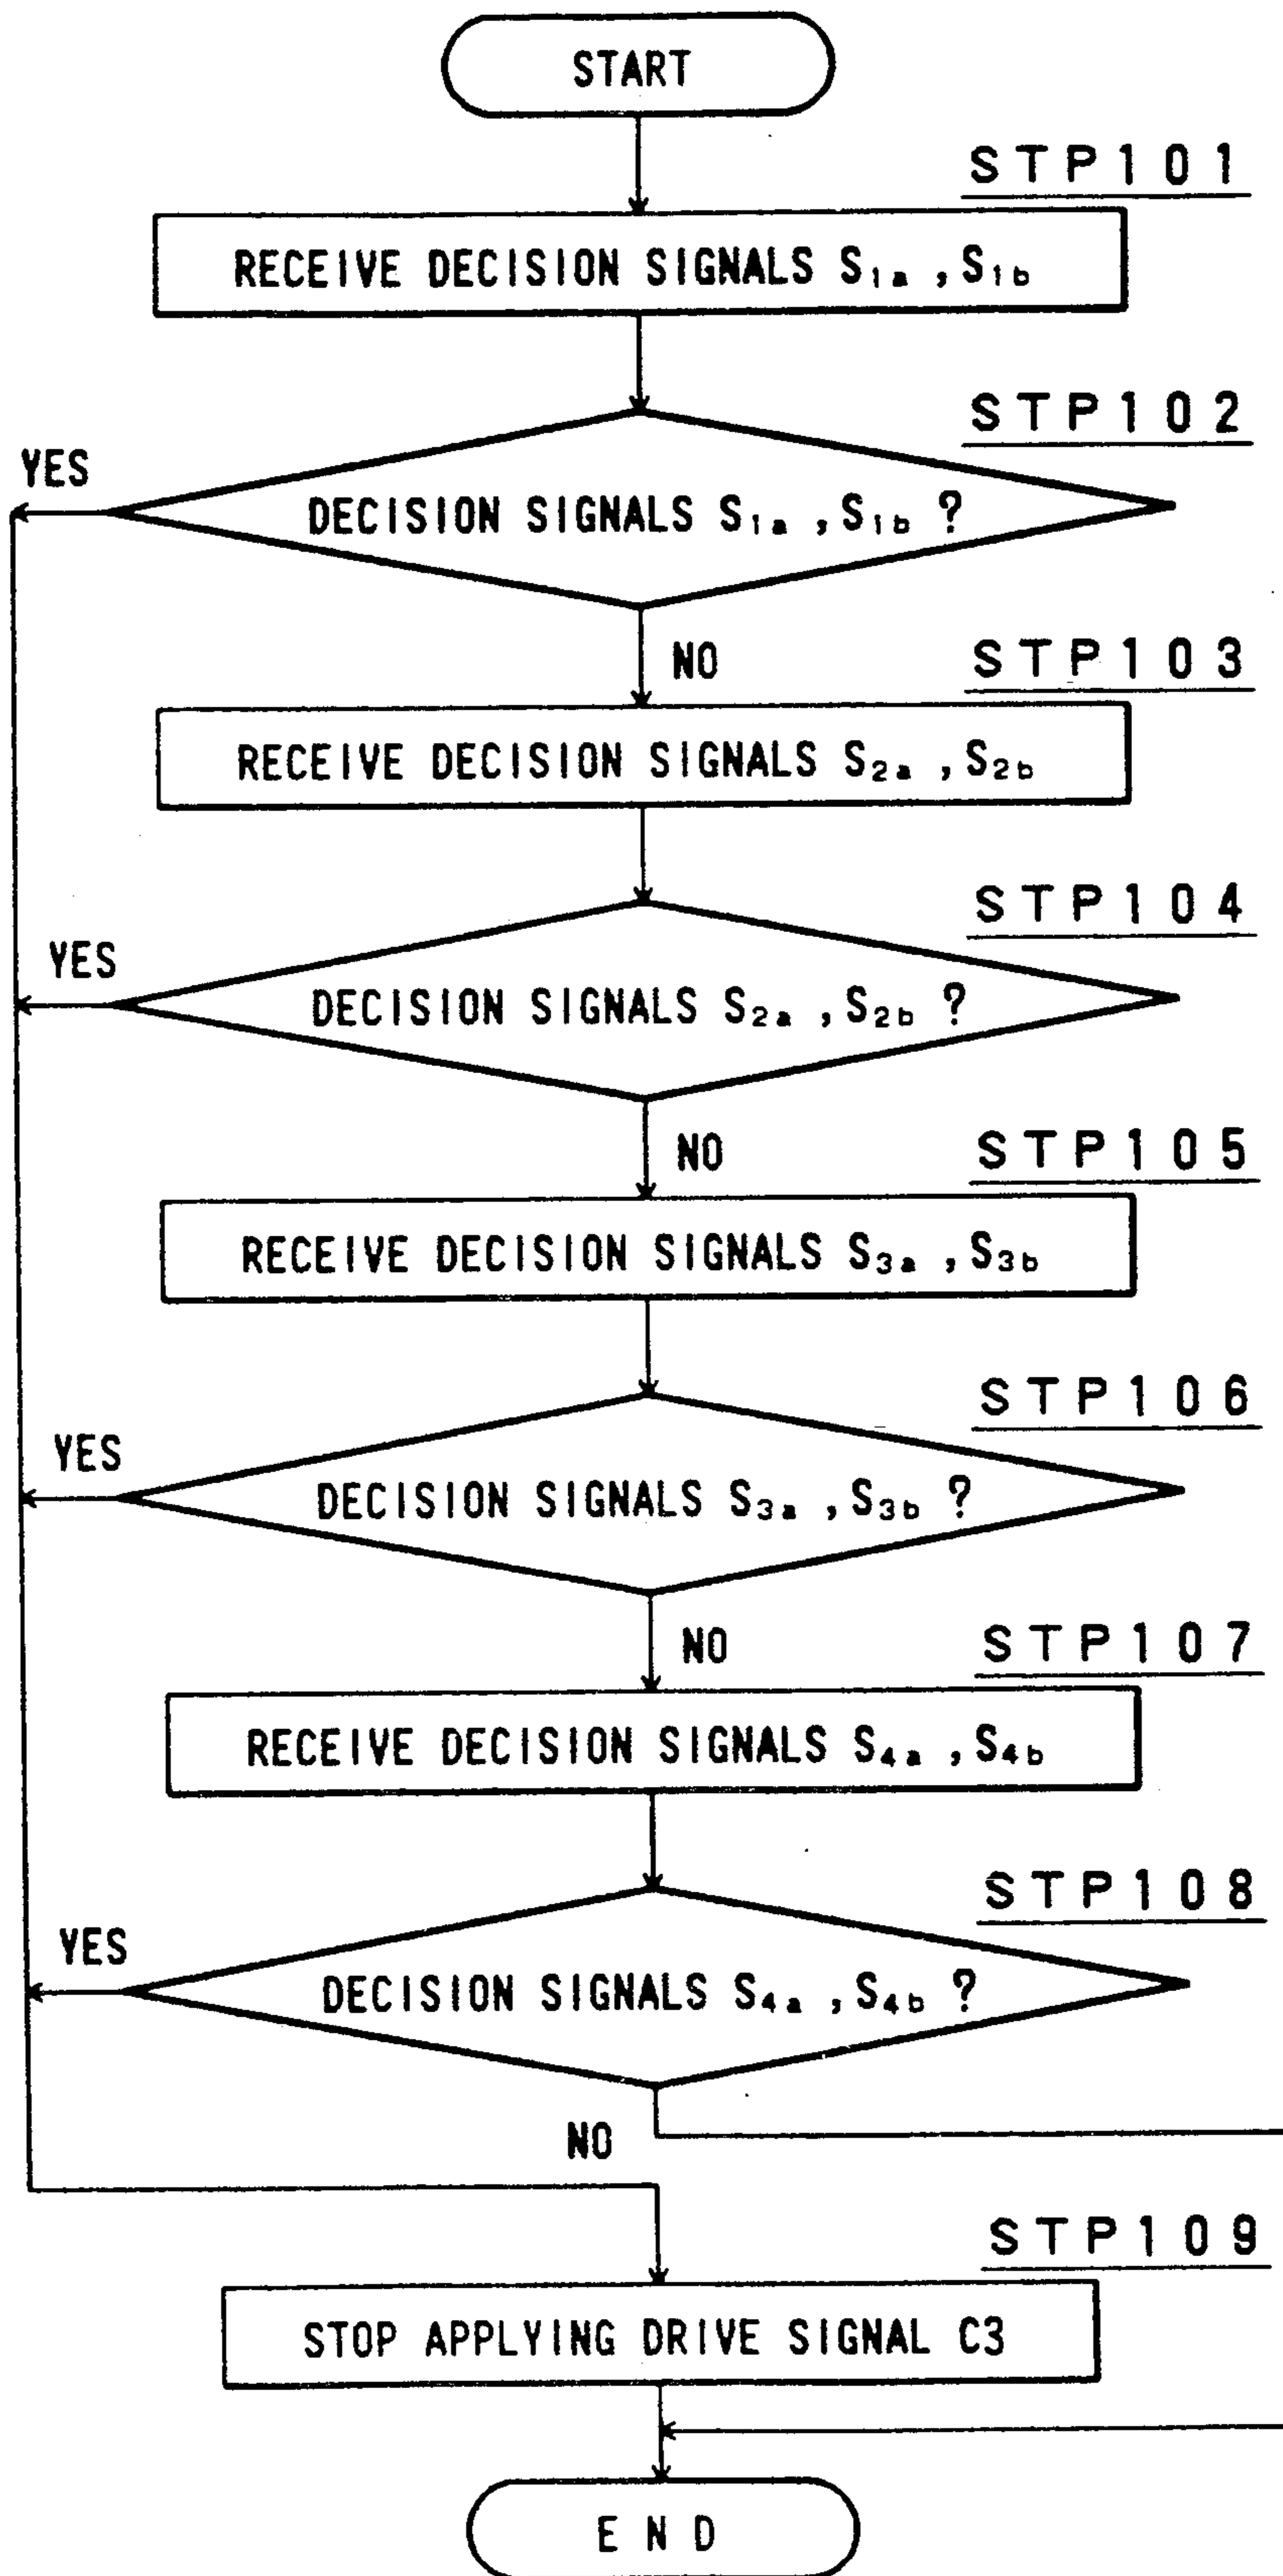 START
STP101
RECEIVE DECISION SIGNALS S1a ,S1b
STP102
YES
DECISION SIGNALS S1a ,S1b ?
NO
STP103
RECEIVE DECISION SIGNALS S2a ,S2b
STP104
YES
DECISION SIGNALS S2a ,S2b ?
NO
STP105
RECEIVE DECISION SIGNALS S3a ,S3b
STP106
YES
DECISION SIGNALS S3a ,S3b ?
NO
STP107
RECEIVE DECISION SIGNALS S4a ,S4b
STP108
YES
DECISION SIGNALS S4a ,S4b ?
NO
STP109
STOP APPLYING DRIVE SIGNAL C3
END